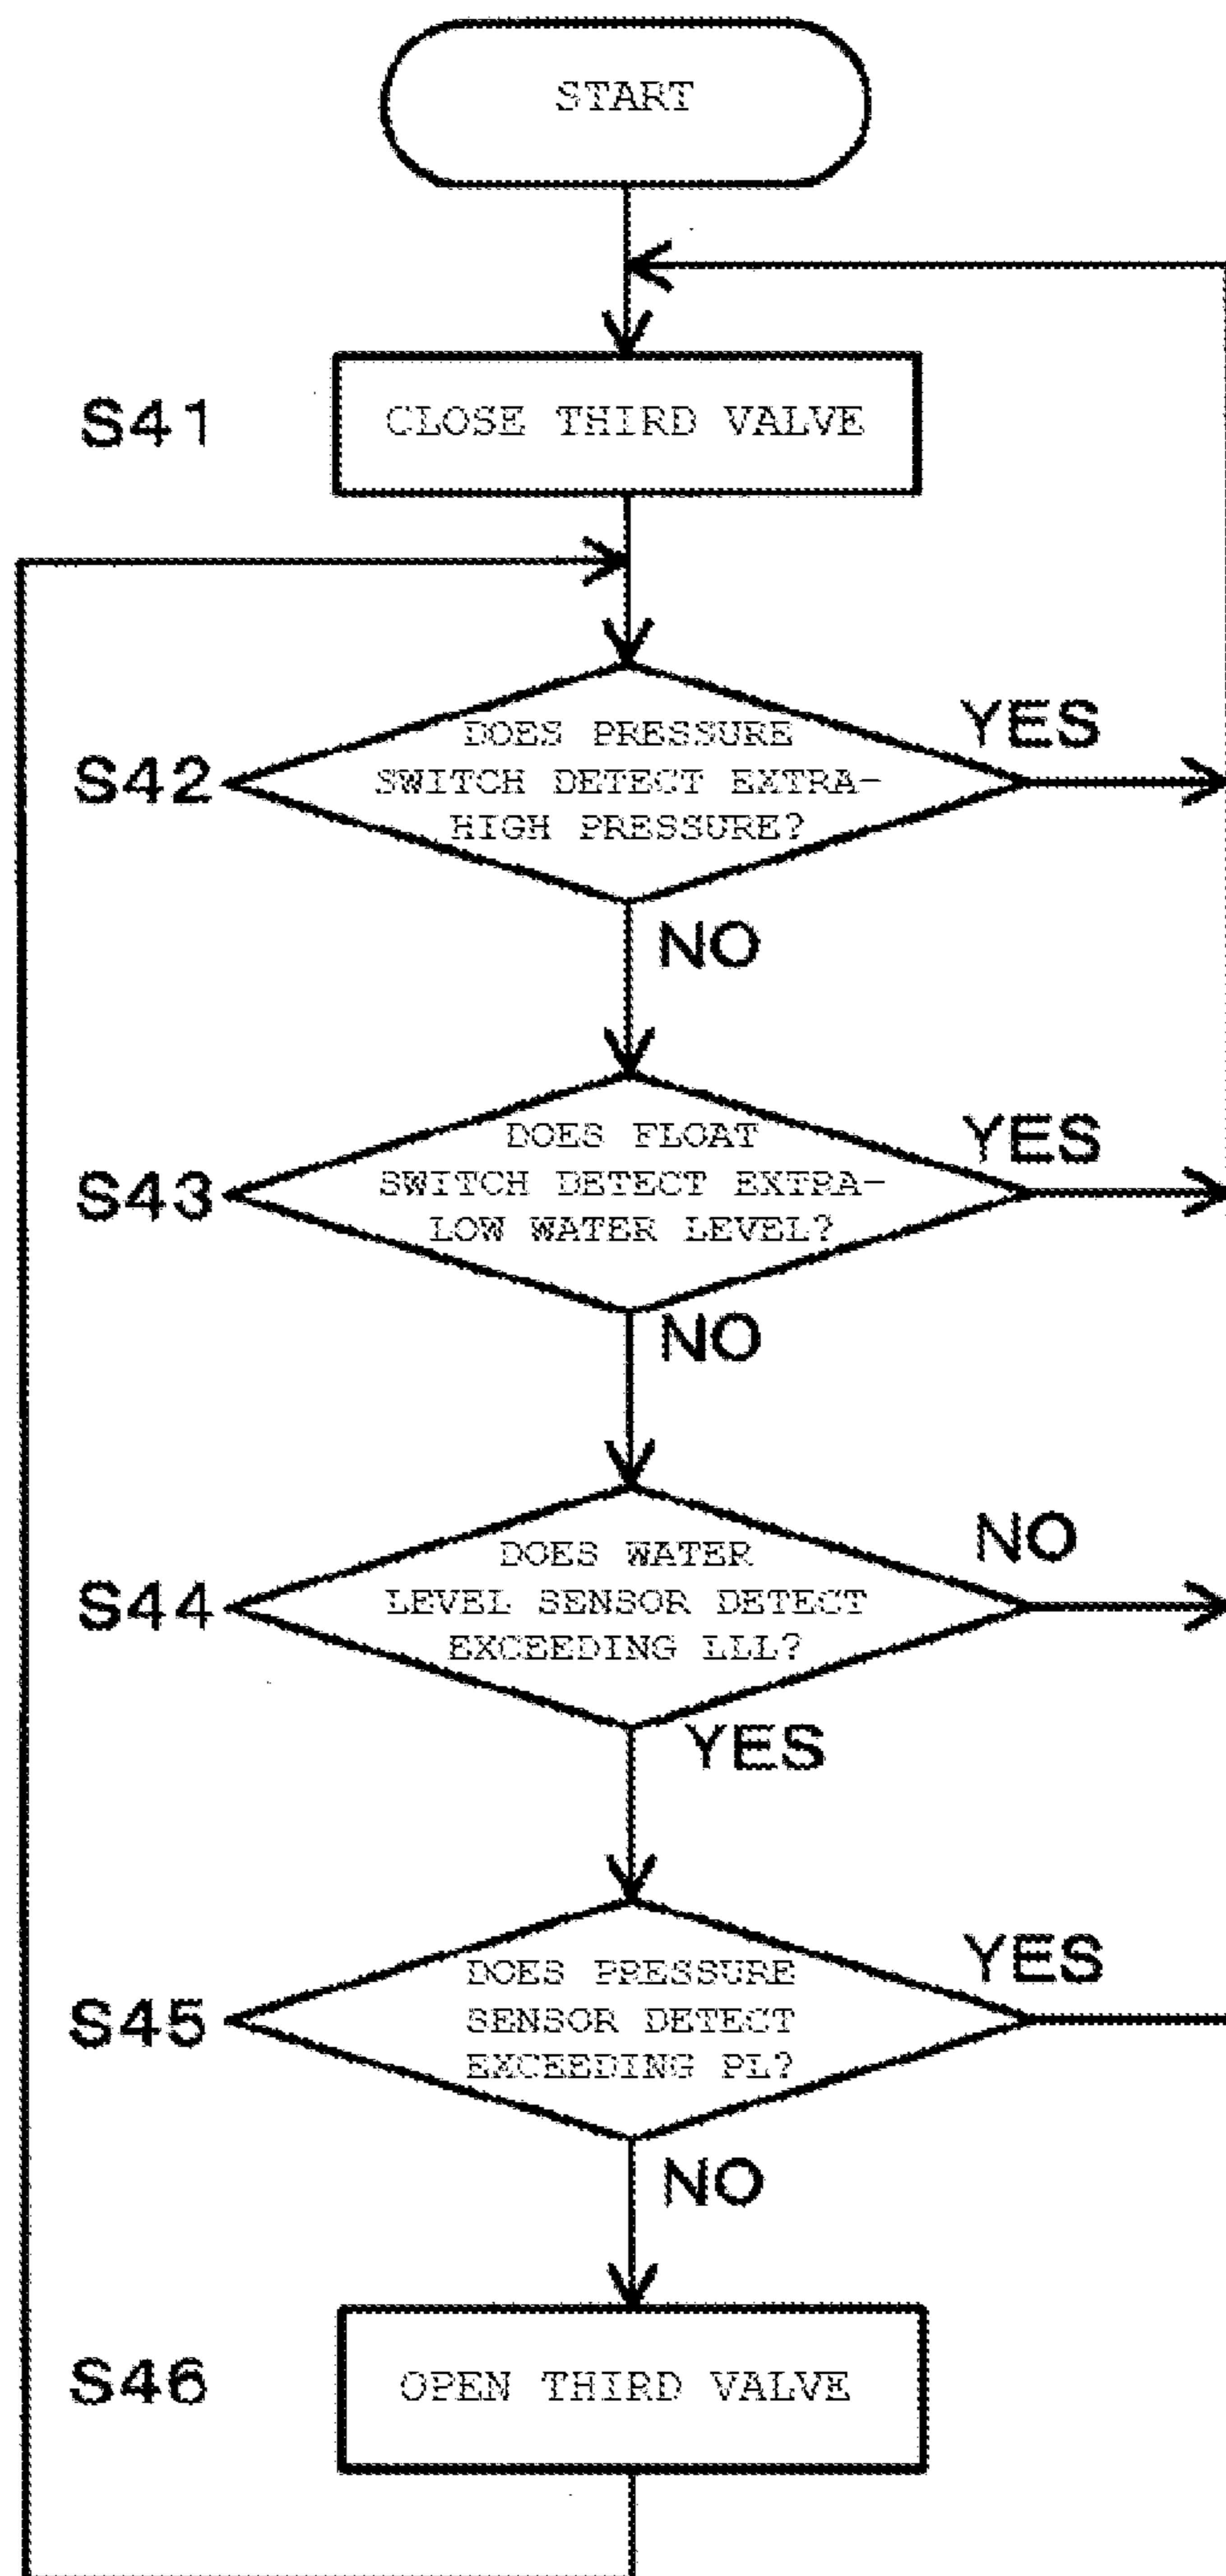 START
S41
CLOSE THIRD VALVE
S42
DOES PRESSURE
SWITCH DETECT EXTRA-
HIGH PRESSURE?
YES
NO
S43
DOES FLOAT
SWITCH DETECT EXTRA-
LOW WATER LEVEL?
YES
NO
S44
DOES WATER
LEVEL SENSOR DETECT
EXCEEDING LLL?
NO
YES
S45
DOES PRESSURE
SENSOR DETECT
EXCEEDING PL?
YES
NO
S46
OPEN THIRD VALVE